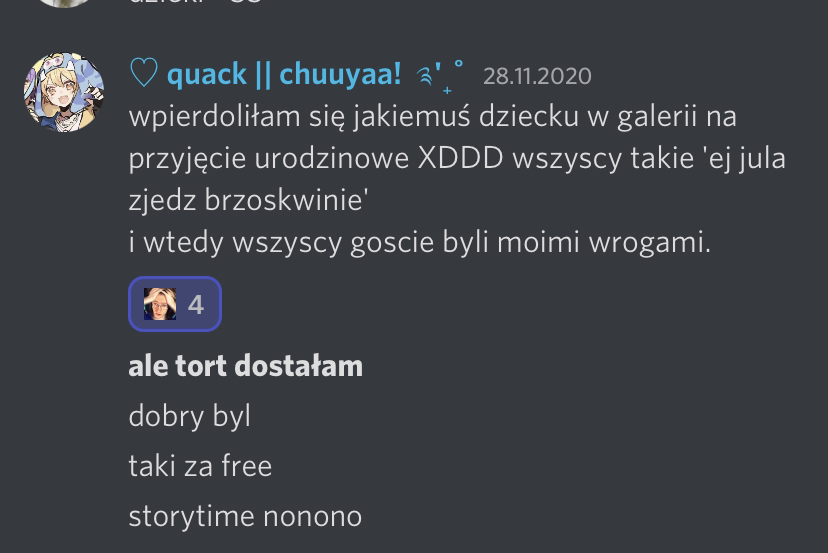 ♡ quack || chuuyaa! ༉‧₊˚ 28.11.2020
wpierdoliłam się jakiemuś dziecku w galerii na
przyjęcie urodzinowe XDDD wszyscy takie 'ej jula
zjedz brzoskwinie'
i wtedy wszyscy goscie byli moimi wrogami.
4
ale tort dostałam
dobry byl
taki za free
storytime nonono